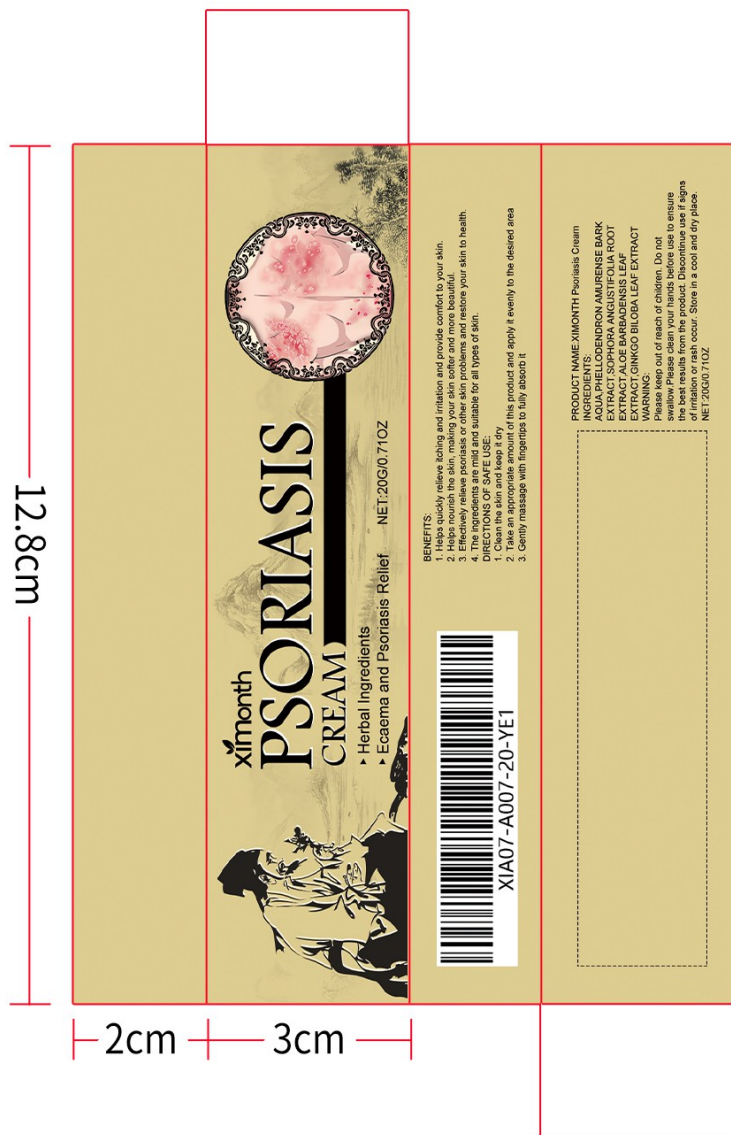 ximonth
PSORIASIS
CREAM
Herbal Ingredients
Ecaema and Psoriasis Relief NET:20G/0.71OZ
BENEFITS:
1. Helps quickly relieve itching and irritation and provide comfort to your skin.
2. Helps nourish the skin, making your skin softer and more beautiful.
3. Effectively relieve psoriasis or other skin problems and restore your skin to health.
4. The ingredients are mild and suitable for all types of skin.
DIRECTIONS OF SAFE USE:
1. Clean the skin and keep it dry
2. Take an appropriate amount of this product and apply it evenly to the desired area
3. Gently massage with fingertips to fully absorb it
XIA07-A007-20-YE1
PRODUCT NAME:XIMONTH Psoriasis Cream
INGREDIENTS:
AQUA,PHELLODENDRON AMURENSE BARK
EXTRACT,SOPHORA ANGUSTIFOLIA ROOT
EXTRACT,ALOE BARBADENSIS LEAF
EXTRACT,GINKGO BILOBA LEAF EXTRACT
WARNING:
Please keep out of reach of children. Do not
swallow.Please clean your hands before use to ensure
the best results from the product. Discontinue use if signs
of irritation or rash occur. Store in a cool and dry place.
NET:20G/0.71OZ
12.8cm
2cm
3cm